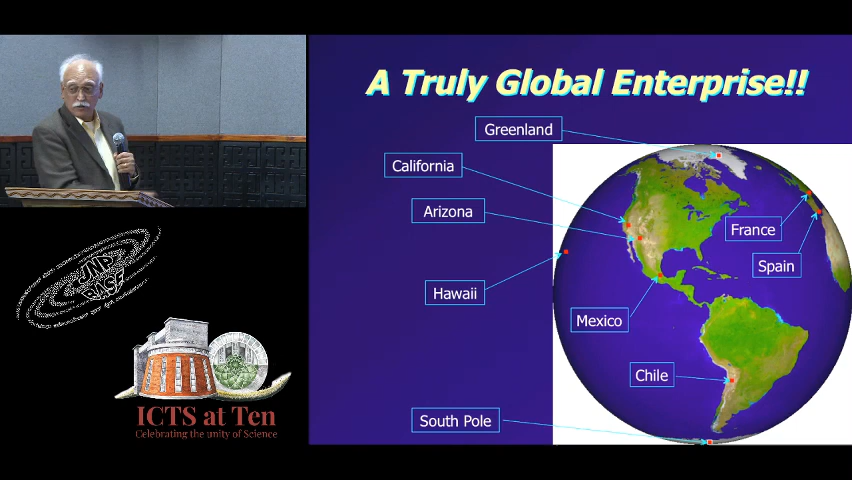 A Truly Global Enterprise!!
Greenland
California
Arizona
France
Spain
Hawaii
Mexico
Chile
South Pole
ICTS at Ten
Celebrating the unity of Science